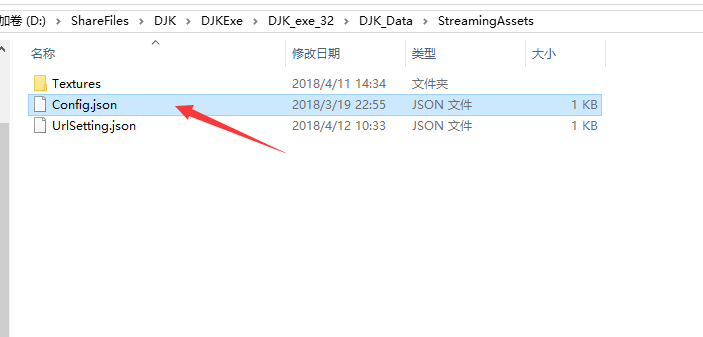 加卷 (D:) › ShareFiles › DJK › DJKExe › DJK_exe_32 › DJK_Data › StreamingAssets
名称 修改日期 类型 大小
Textures 2018/4/11 14:34 文件夹
Config.json 2018/3/19 22:55 JSON 文件 1 KB
UrlSetting.json 2018/4/12 10:33 JSON 文件 1 KB